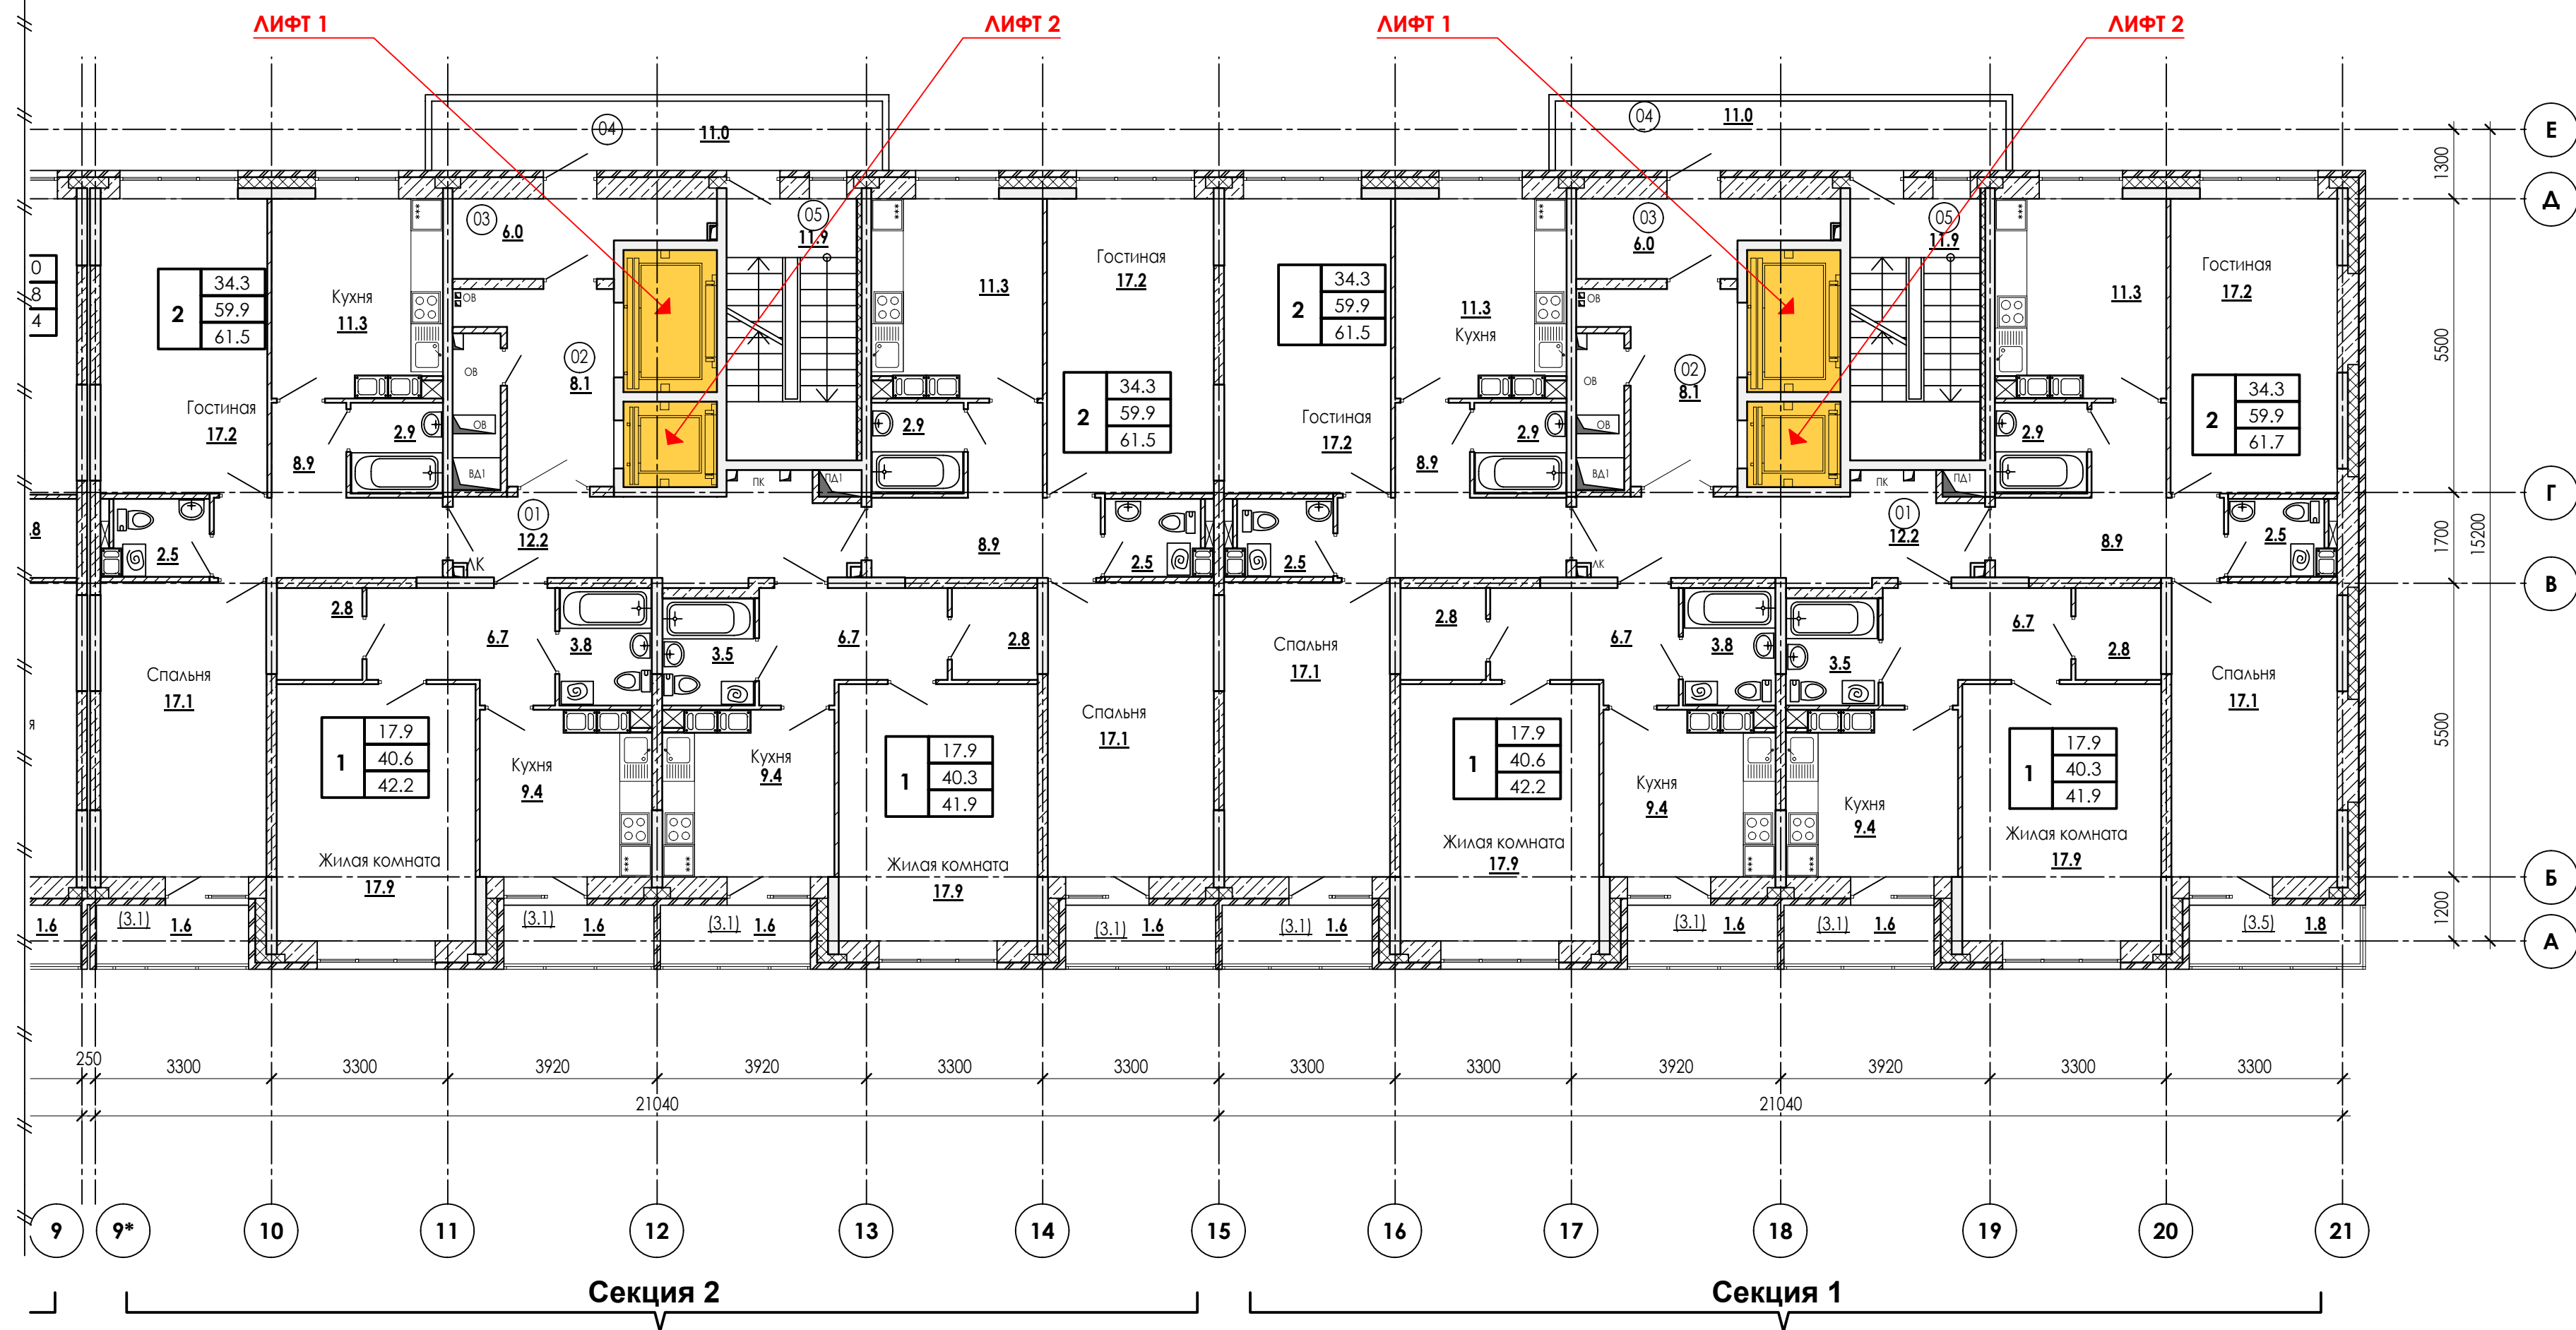 ЛИФТ 1 ЛИФТ 2 ЛИФТ 1 ЛИФТ 2
04 11.0 04 11.0 Е
1300
Д
03 6.0 05 11.9 03 6.0 05 11.9
Гостиная 17.2 Гостиная 17.2
0
8
4
2 34.3 59.9 61.5
Кухня 11.3
ОВ
11.3
2 34.3 59.9 61.5
11.3 Кухня
ОВ
11.3
5500
02 8.1 ОВ
02 8.1 ОВ
2 34.3 59.9 61.5
2 34.3 59.9 61.7
Гостиная 17.2
2.9 ОВ 2.9
Гостиная 17.2
2.9 ОВ 2.9
8.9 ВД1 ПК ПД1
8.9 ВД1 ПК ПД1
Г
01 12.2
01 12.2
.8 2.5 ЛК 8.9 2.5 2.5 ЛК 8.9 2.5
1700
15200
В
2.8 6.7 3.8 3.5 6.7 2.8
2.8 6.7 3.8 3.5 6.7 2.8
Спальня 17.1
Спальня 17.1
Спальня 17.1
Спальня 17.1
я
1 17.9 40.6 42.2
Кухня 9.4
Кухня 9.4
1 17.9 40.3 41.9
1 17.9 40.6 42.2
Кухня 9.4
Кухня 9.4
1 17.9 40.3 41.9
5500
Жилая комната 17.9
Жилая комната 17.9
Жилая комната 17.9
Жилая комната 17.9
Б
1.6 (3.1) 1.6 (3.1) 1.6 (3.1) 1.6 (3.1) 1.6 (3.1) 1.6 (3.1) 1.6 (3.1) 1.6 (3.5) 1.8
1200
А
250 3300 3300 3920 3920 3300 3300 3300 3300 3920 3920 3300 3300
21040 21040
9 9* 10 11 12 13 14 15 16 17 18 19 20 21
Секция 2 Секция 1